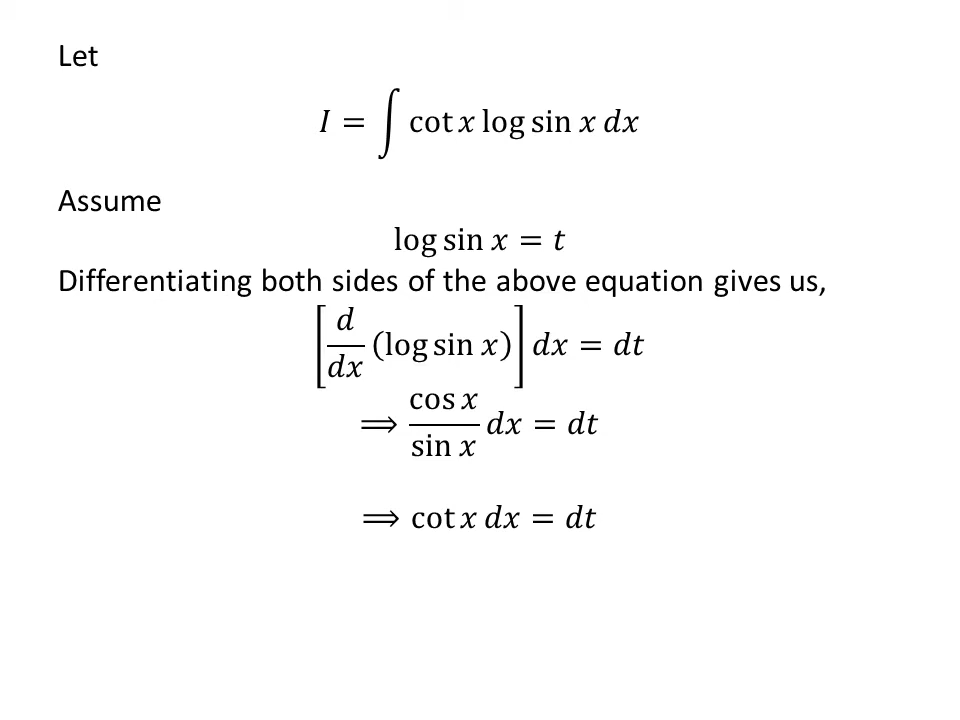 Let
I = ∫ cot x log sin x dx
Assume
log sin x = t
Differentiating both sides of the above equation gives us,
[d/dx (log sin x)] dx = dt
⟹ cos x / sin x dx = dt
⟹ cot x dx = dt